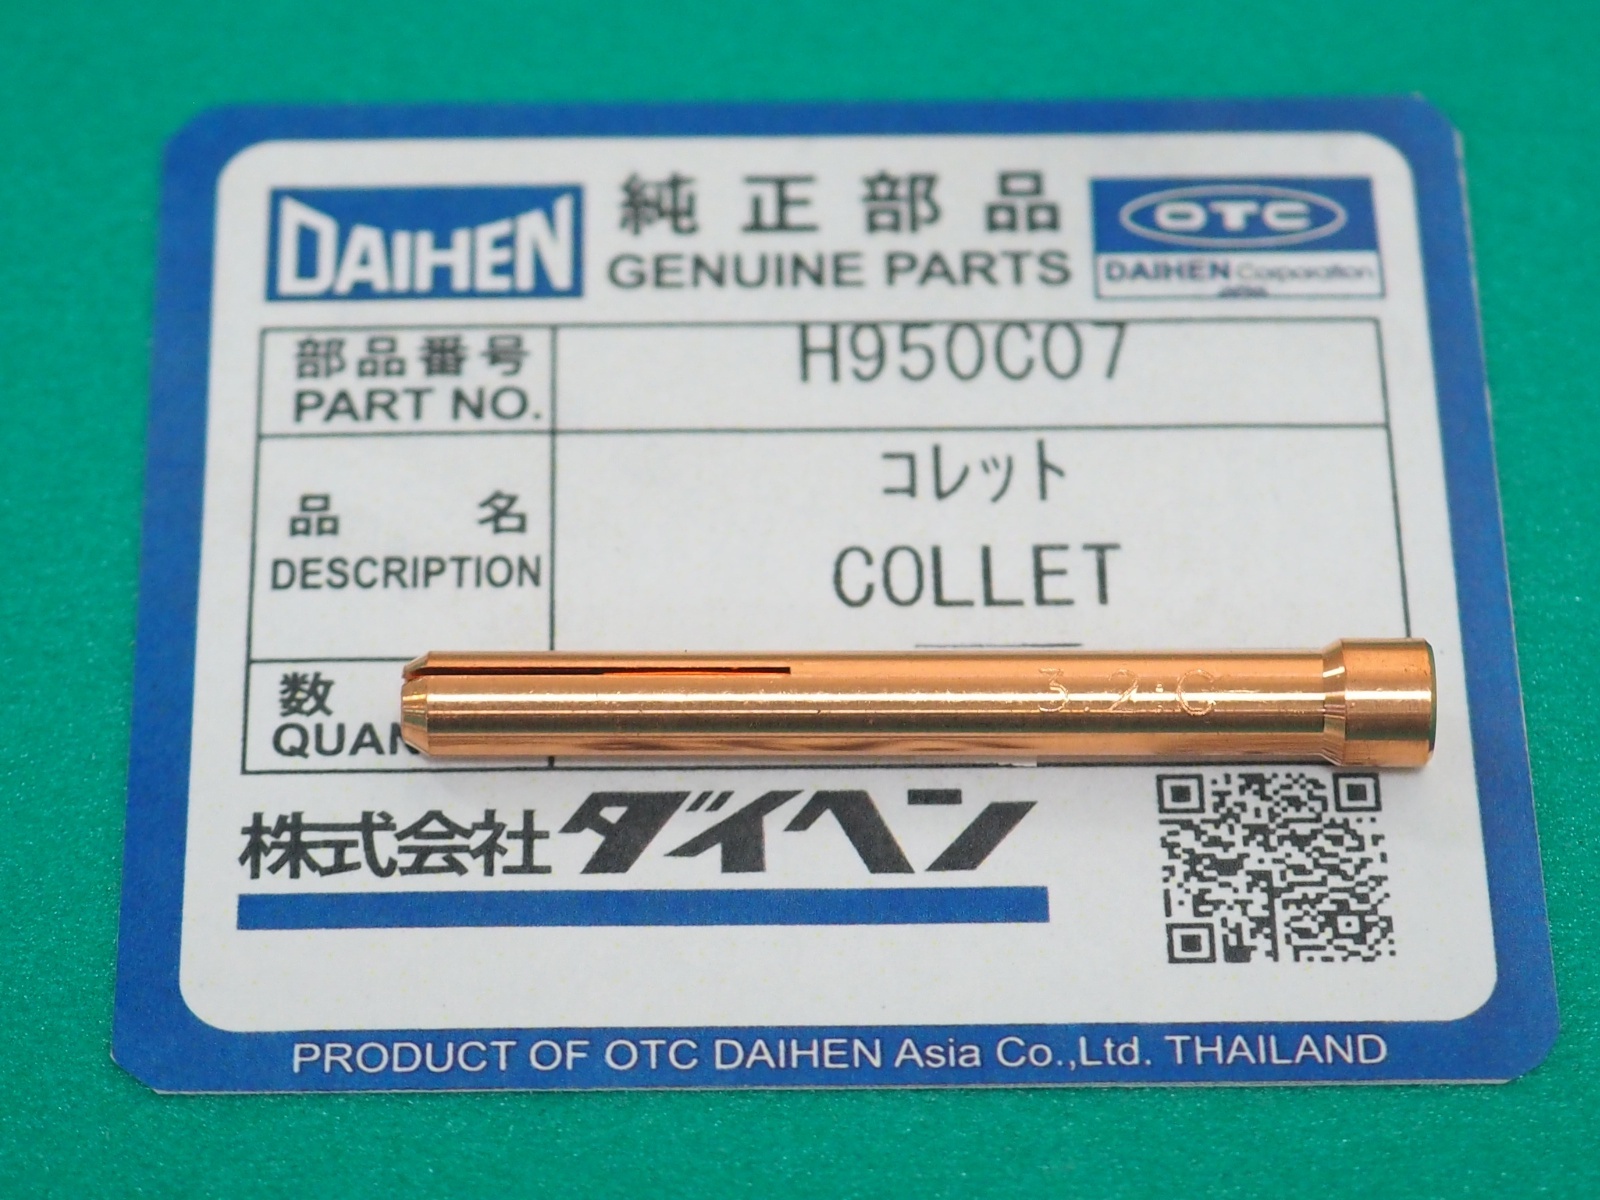 DAIHEN
純正部品
GENUINE PARTS
OTC
DAIHEN Corporation
部品番号
PART NO.
H950C07
品名
DESCRIPTION
コレット
COLLET
3.2.C
数
株式会社ダイヘン
PRODUCT OF OTC DAIHEN Asia Co.,Ltd. THAILAND